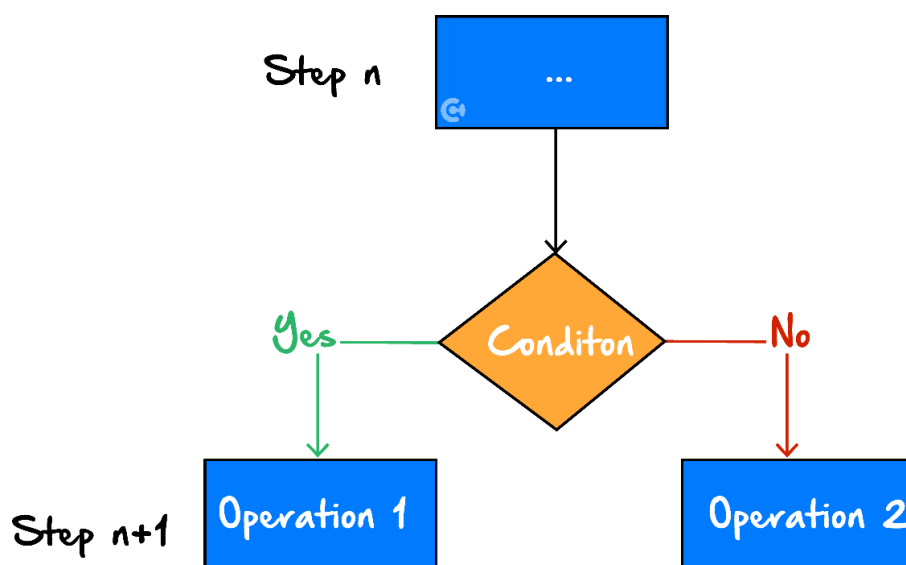 Step n
...
Conditon
Yes
No
Step n+1
Operation 1
Operation 2